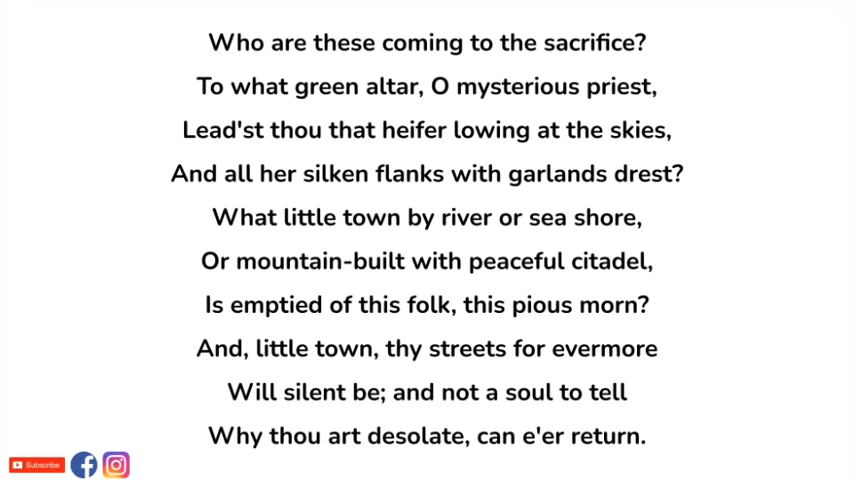 Who are these coming to the sacrifice?
To what green altar, O mysterious priest,
Lead'st thou that heifer lowing at the skies,
And all her silken flanks with garlands drest?
What little town by river or sea shore,
Or mountain-built with peaceful citadel,
Is emptied of this folk, this pious morn?
And, little town, thy streets for evermore
Will silent be; and not a soul to tell
Why thou art desolate, can e'er return.
Subscribe